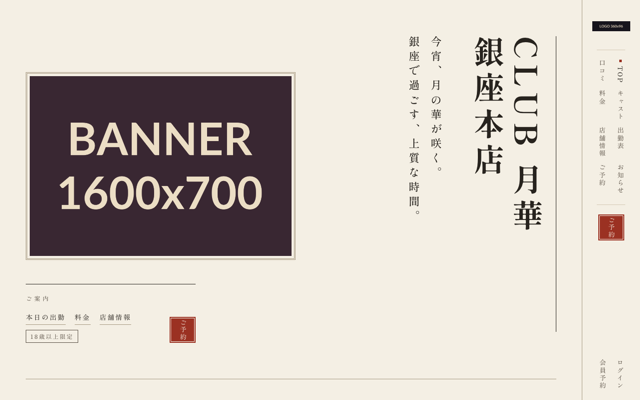 LOGO 360x96
TOP
キャスト
出勤表
お知らせ
口コミ
料金
店舗情報
ご予約
ご予約
ログイン
会員予約
CLUB 月華
銀座本店
今宵、月の華が咲く。
銀座で過ごす、上質な時間。
BANNER
1600x700
ご案内
本日の出勤 料金 店舗情報
18歳以上限定
ご予約